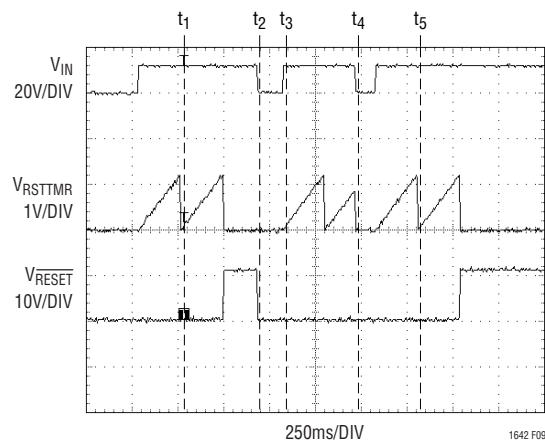 t1 t2 t3 t4 t5
VIN
20V/DIV
VRSTTMR
1V/DIV
VRESET
10V/DIV
250ms/DIV
1642 F09